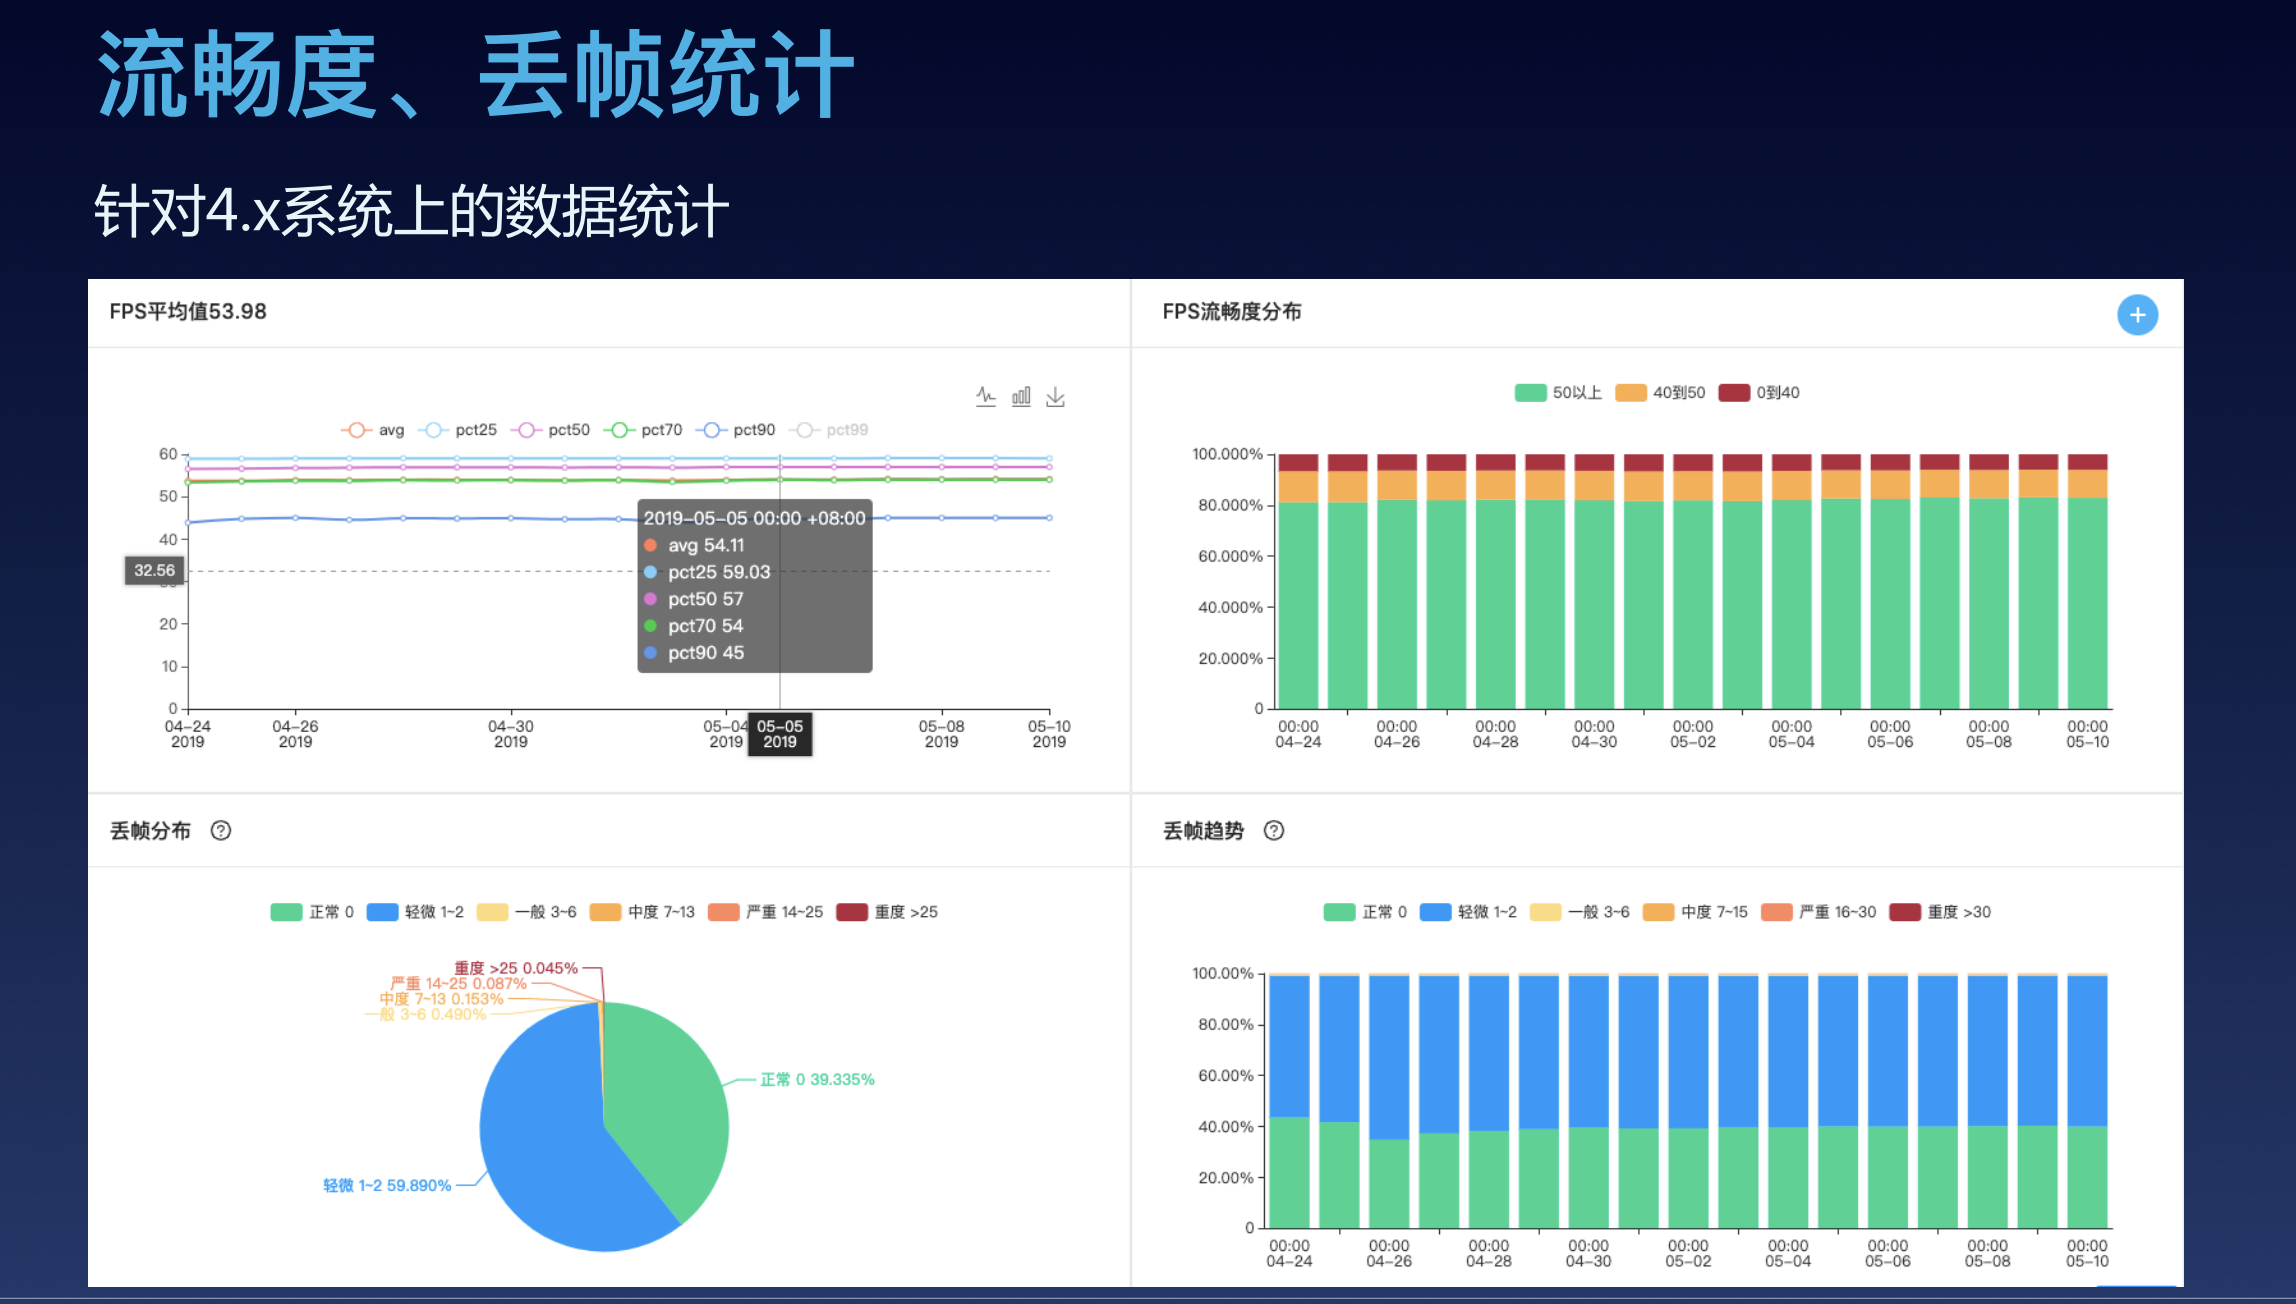 流畅度、丢帧统计
针对4.x系统上的数据统计
FPS平均值53.98
avg pct25 pct50 pct70 pct90 pct99
60
50
40
32.56
20
10
0
2019-05-05 00:00 +08:00
avg 54.11
pct25 59.03
pct50 57
pct70 54
pct90 45
04-24 04-26 04-30 05-04 05-05 05-08 05-10
2019 2019 2019 2019 2019 2019 2019
FPS流畅度分布
50以上 40到50 0到40
100.000%
80.000%
60.000%
40.000%
20.000%
0
00:00 00:00 00:00 00:00 00:00 00:00 00:00 00:00 00:00
04-24 04-26 04-28 04-30 05-02 05-04 05-06 05-08 05-10
丢帧分布
正常 0 轻微 1~2 一般 3~6 中度 7~13 严重 14~25 重度 >25
重度 >25 0.045%
严重 14~25 0.087%
中度 7~13 0.153%
一般 3~6 0.490%
正常 0 39.335%
轻微 1~2 59.890%
丢帧趋势
正常 0 轻微 1~2 一般 3~6 中度 7~15 严重 16~30 重度 >30
100.00%
80.00%
60.00%
40.00%
20.00%
0
00:00 00:00 00:00 00:00 00:00 00:00 00:00 00:00 00:00
04-24 04-26 04-28 04-30 05-02 05-04 05-06 05-08 05-10